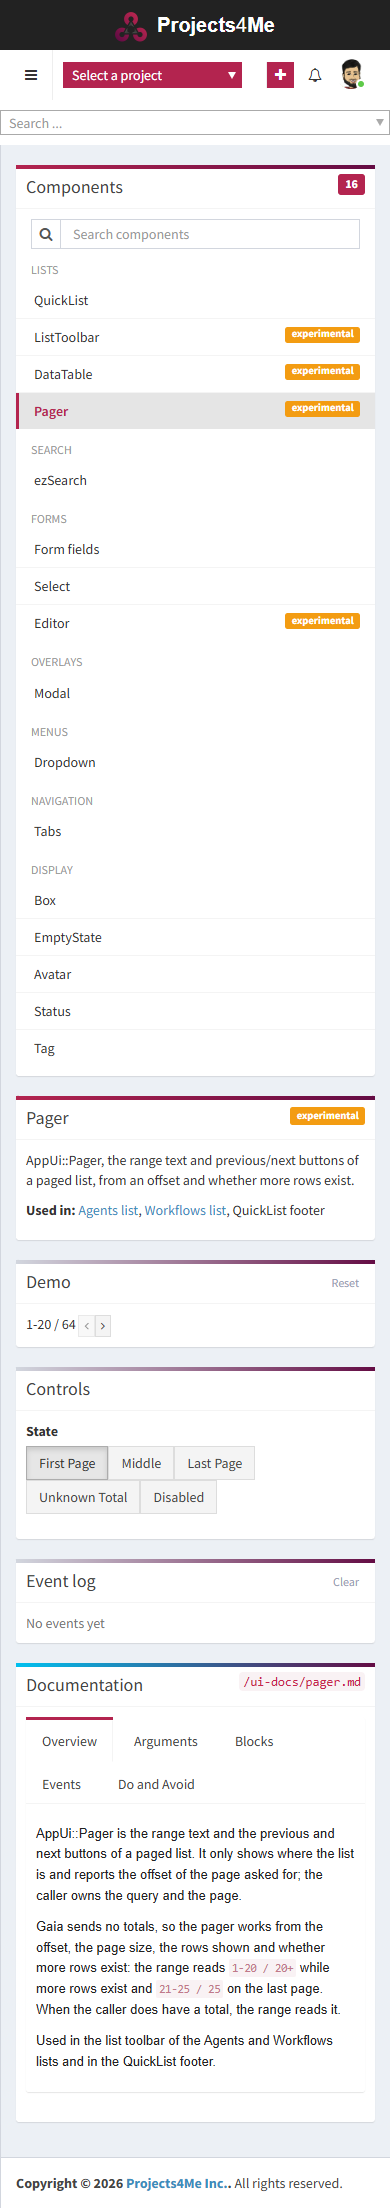 Projects4Me
Select a project
Search ...
Components
16
Search components
LISTS
QuickList
ListToolbar
experimental
DataTable
experimental
Pager
experimental
SEARCH
ezSearch
FORMS
Form fields
Select
Editor
experimental
OVERLAYS
Modal
MENUS
Dropdown
NAVIGATION
Tabs
DISPLAY
Box
EmptyState
Avatar
Status
Tag
Pager
experimental
AppUi::Pager, the range text and previous/next buttons of
a paged list, from an offset and whether more rows exist.
Used in: Agents list, Workflows list, QuickList footer
Demo
Reset
1-20 / 64 < >
Controls
State
First Page Middle Last Page
Unknown Total Disabled
Event log
Clear
No events yet
Documentation
/ui-docs/pager.md
Overview Arguments Blocks
Events Do and Avoid
AppUi::Pager is the range text and the previous and
next buttons of a paged list. It only shows where the list
is and reports the offset of the page asked for; the
caller owns the query and the page.
Gaia sends no totals, so the pager works from the
offset, the page size, the rows shown and whether
more rows exist: the range reads 1-20 / 20+ while
more rows exist and 21-25 / 25 on the last page.
When the caller does have a total, the range reads it.
Used in the list toolbar of the Agents and Workflows
lists and in the QuickList footer.
Copyright © 2026 Projects4Me Inc.. All rights reserved.